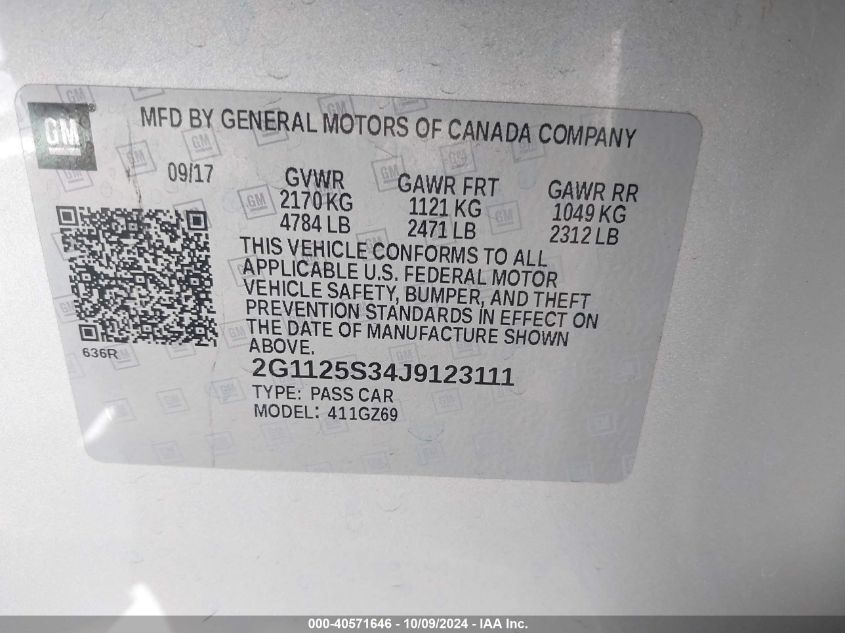 GM
MFD BY GENERAL MOTORS OF CANADA COMPANY
09/17
GVWR
2170 KG
4784 LB
GAWR FRT
1121 KG
2471 LB
GAWR RR
1049 KG
2312 LB
THIS VEHICLE CONFORMS TO ALL
APPLICABLE U.S. FEDERAL MOTOR
VEHICLE SAFETY, BUMPER, AND THEFT
PREVENTION STANDARDS IN EFFECT ON
THE DATE OF MANUFACTURE SHOWN
ABOVE.
636R
2G1125S34J9123111
TYPE: PASS CAR
MODEL: 411GZ69
000-40571646 - 10/09/2024 - IAA Inc.